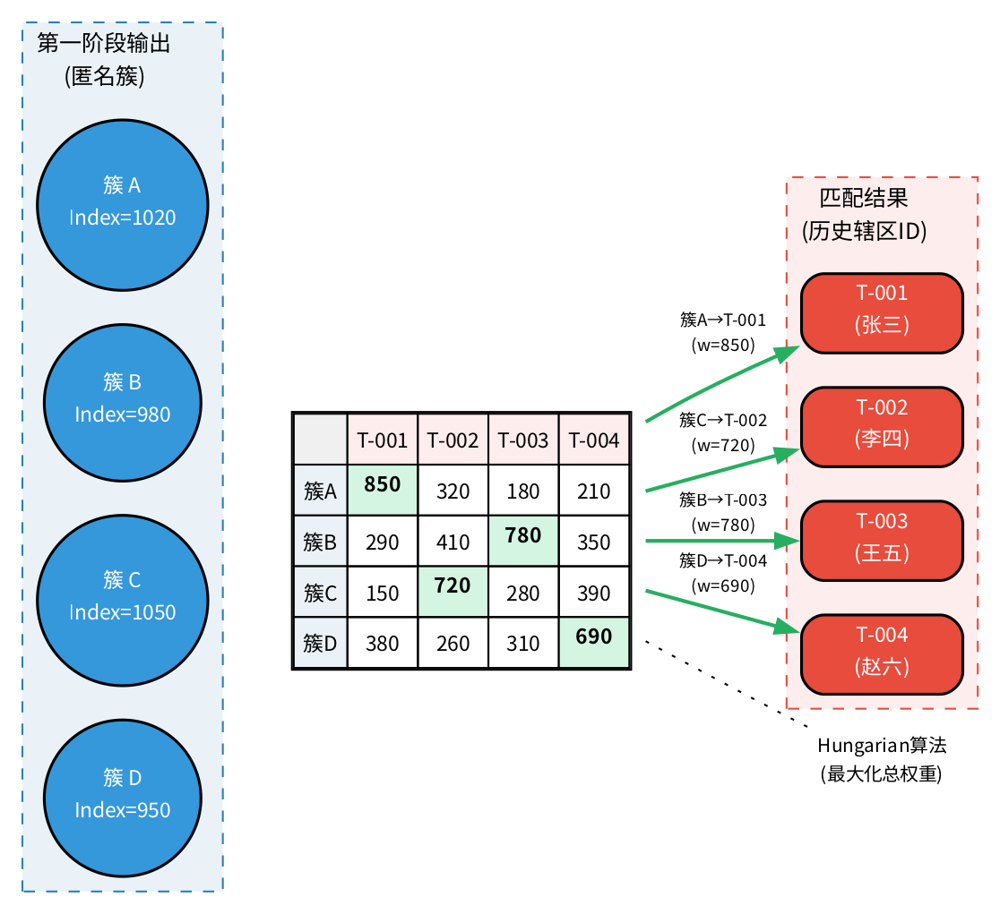 第一阶段输出
(匿名簇)
簇 A
Index=1020
簇 B
Index=980
簇 C
Index=1050
簇 D
Index=950
T-001 T-002 T-003 T-004
簇A 850 320 180 210
簇B 290 410 780 350
簇C 150 720 280 390
簇D 380 260 310 690
簇A→T-001
(w=850)
簇C→T-002
(w=720)
簇B→T-003
(w=780)
簇D→T-004
(w=690)
匹配结果
(历史辖区ID)
T-001
(张三)
T-002
(李四)
T-003
(王五)
T-004
(赵六)
Hungarian算法
(最大化总权重)